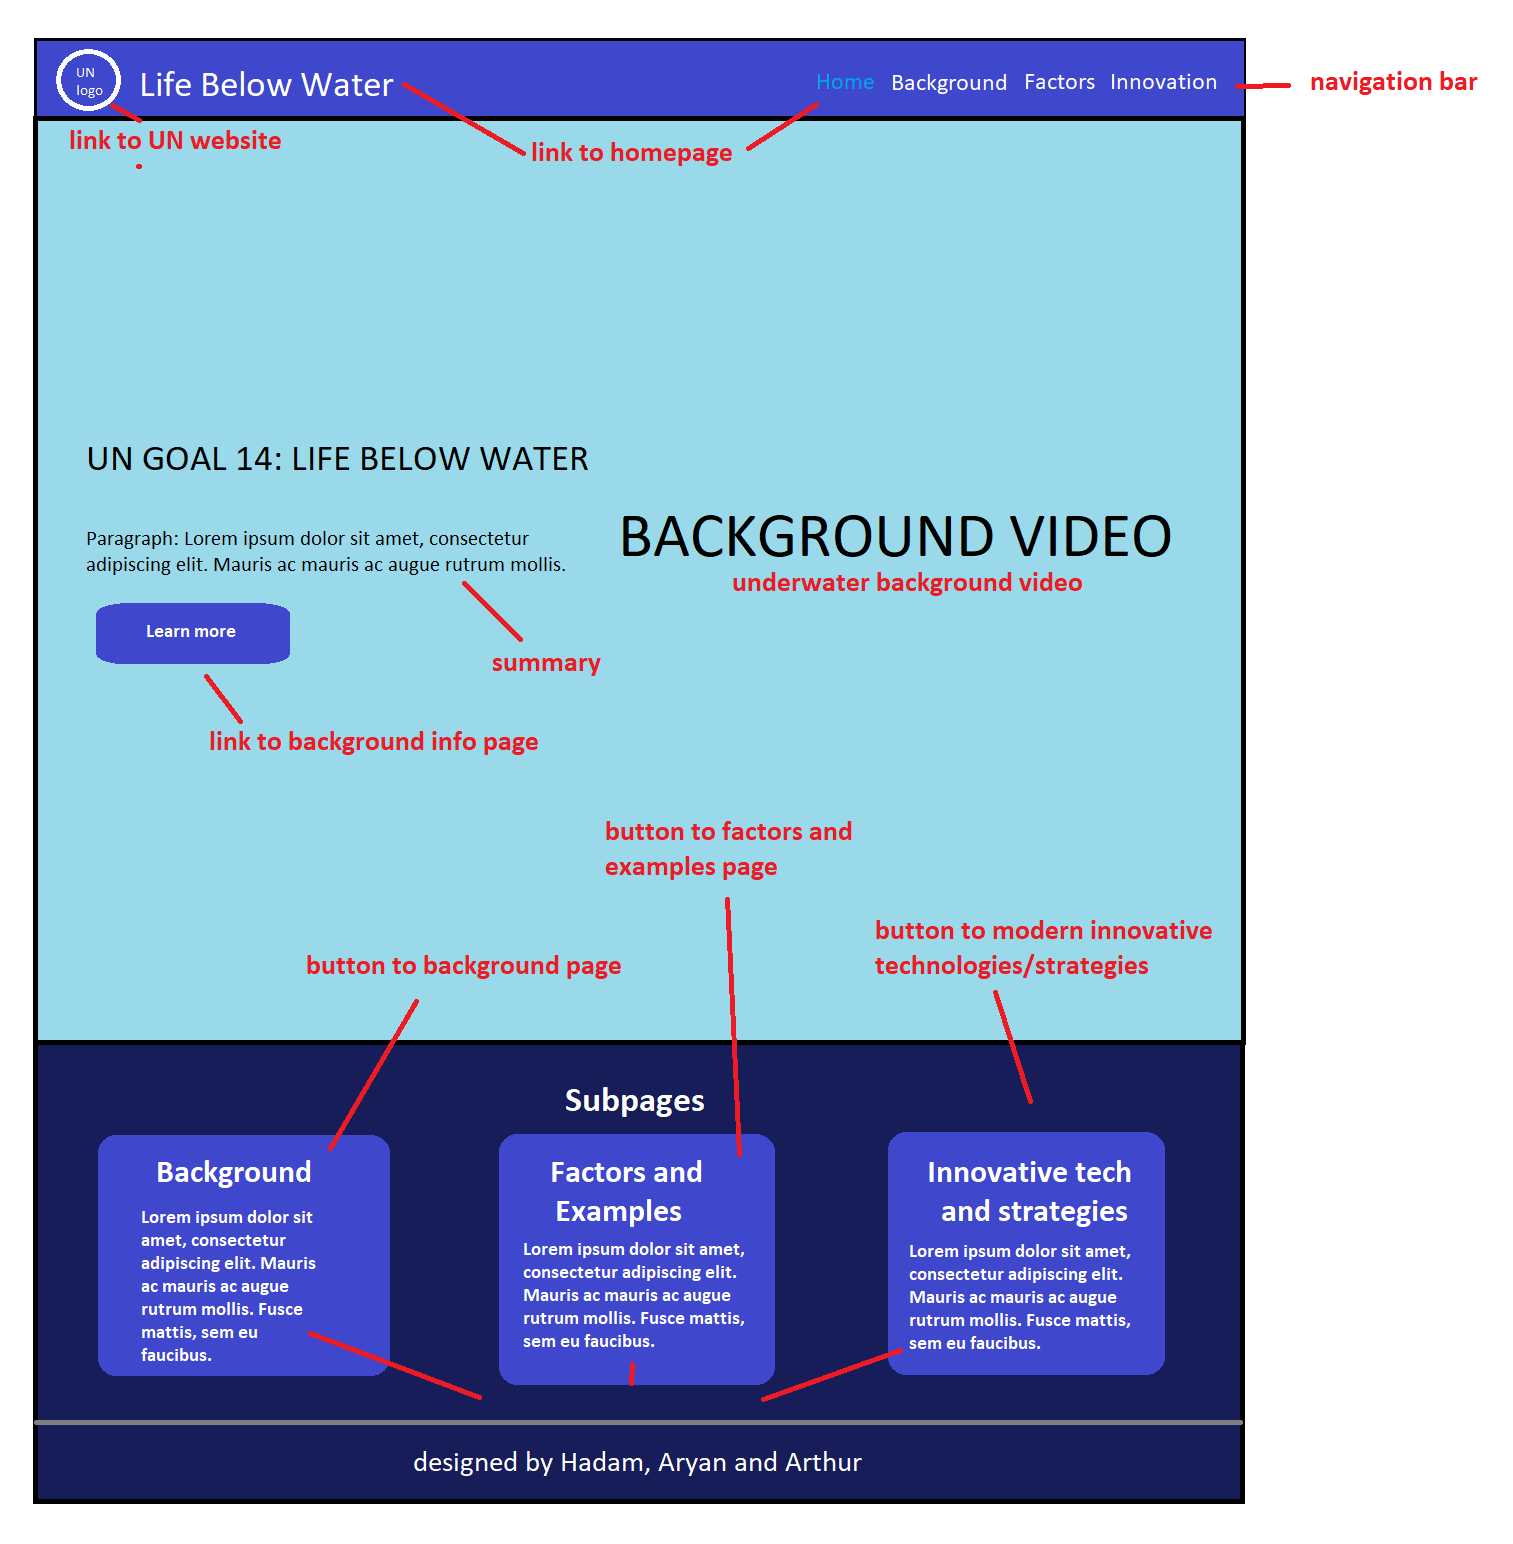 UN
logo
Life Below Water
Home Background Factors Innovation
navigation bar
link to UN website
link to homepage
UN GOAL 14: LIFE BELOW WATER
Paragraph: Lorem ipsum dolor sit amet, consectetur
adipiscing elit. Mauris ac mauris ac augue rutrum mollis.
BACKGROUND VIDEO
underwater background video
Learn more
summary
link to background info page
button to factors and
examples page
button to modern innovative
technologies/strategies
button to background page
Subpages
Background
Lorem ipsum dolor sit
amet, consectetur
adipiscing elit. Mauris
ac mauris ac augue
rutrum mollis. Fusce
mattis, sem eu
faucibus.
Factors and
Examples
Lorem ipsum dolor sit amet,
consectetur adipiscing elit.
Mauris ac mauris ac augue
rutrum mollis. Fusce mattis,
sem eu faucibus.
Innovative tech
and strategies
Lorem ipsum dolor sit amet,
consectetur adipiscing elit.
Mauris ac mauris ac augue
rutrum mollis. Fusce mattis,
sem eu faucibus.
designed by Hadam, Aryan and Arthur